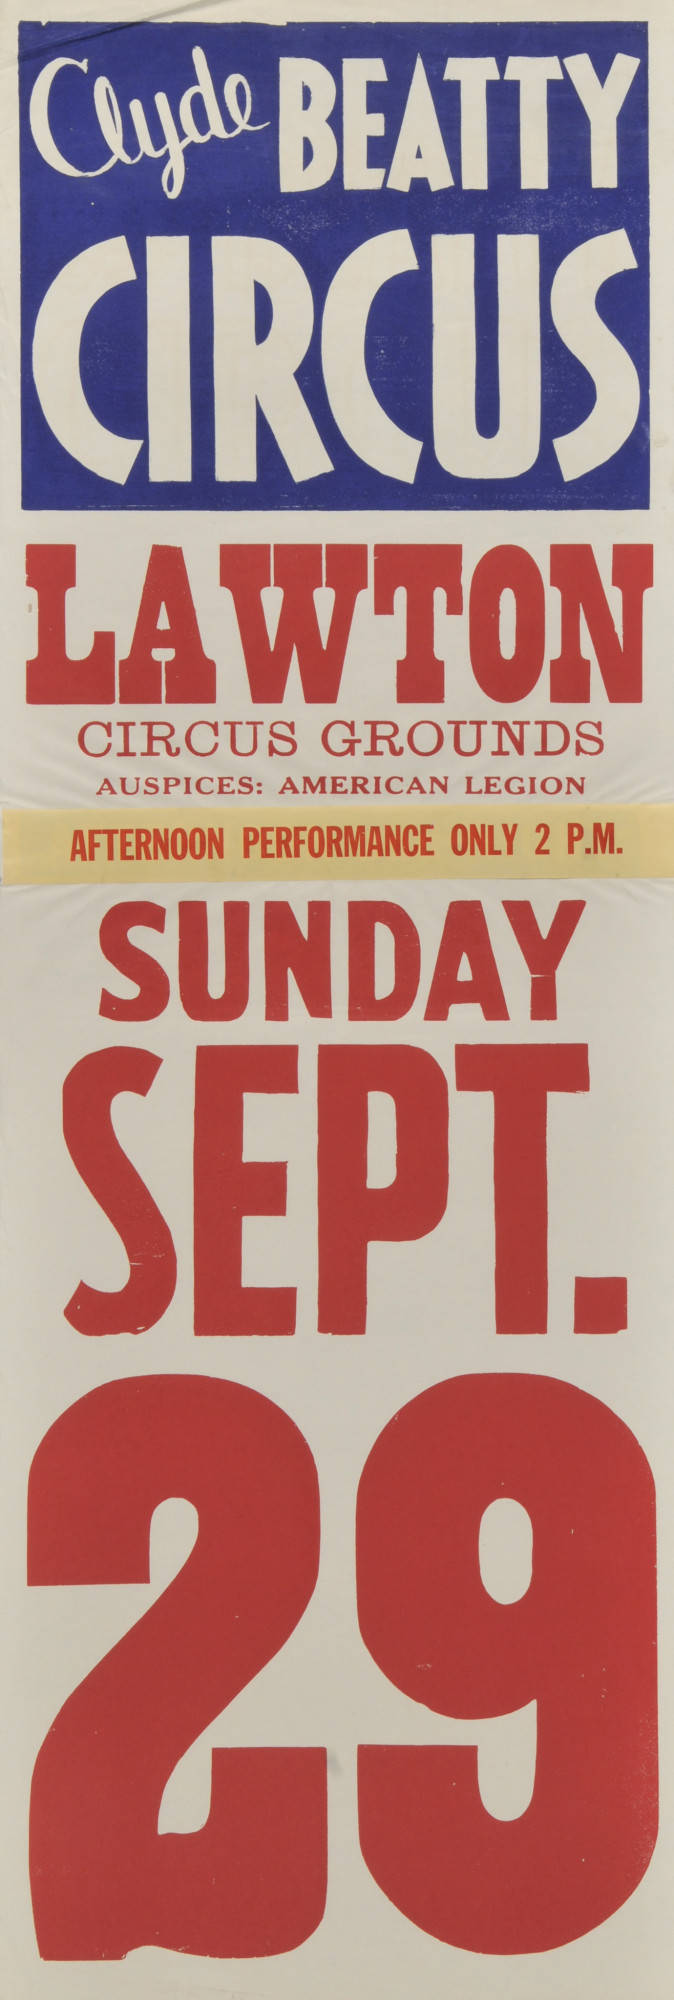 Clyde BEATTY
CIRCUS
LAWTON
CIRCUS GROUNDS
AUSPICES: AMERICAN LEGION
AFTERNOON PERFORMANCE ONLY 2 P.M.
SUNDAY
SEPT.
29